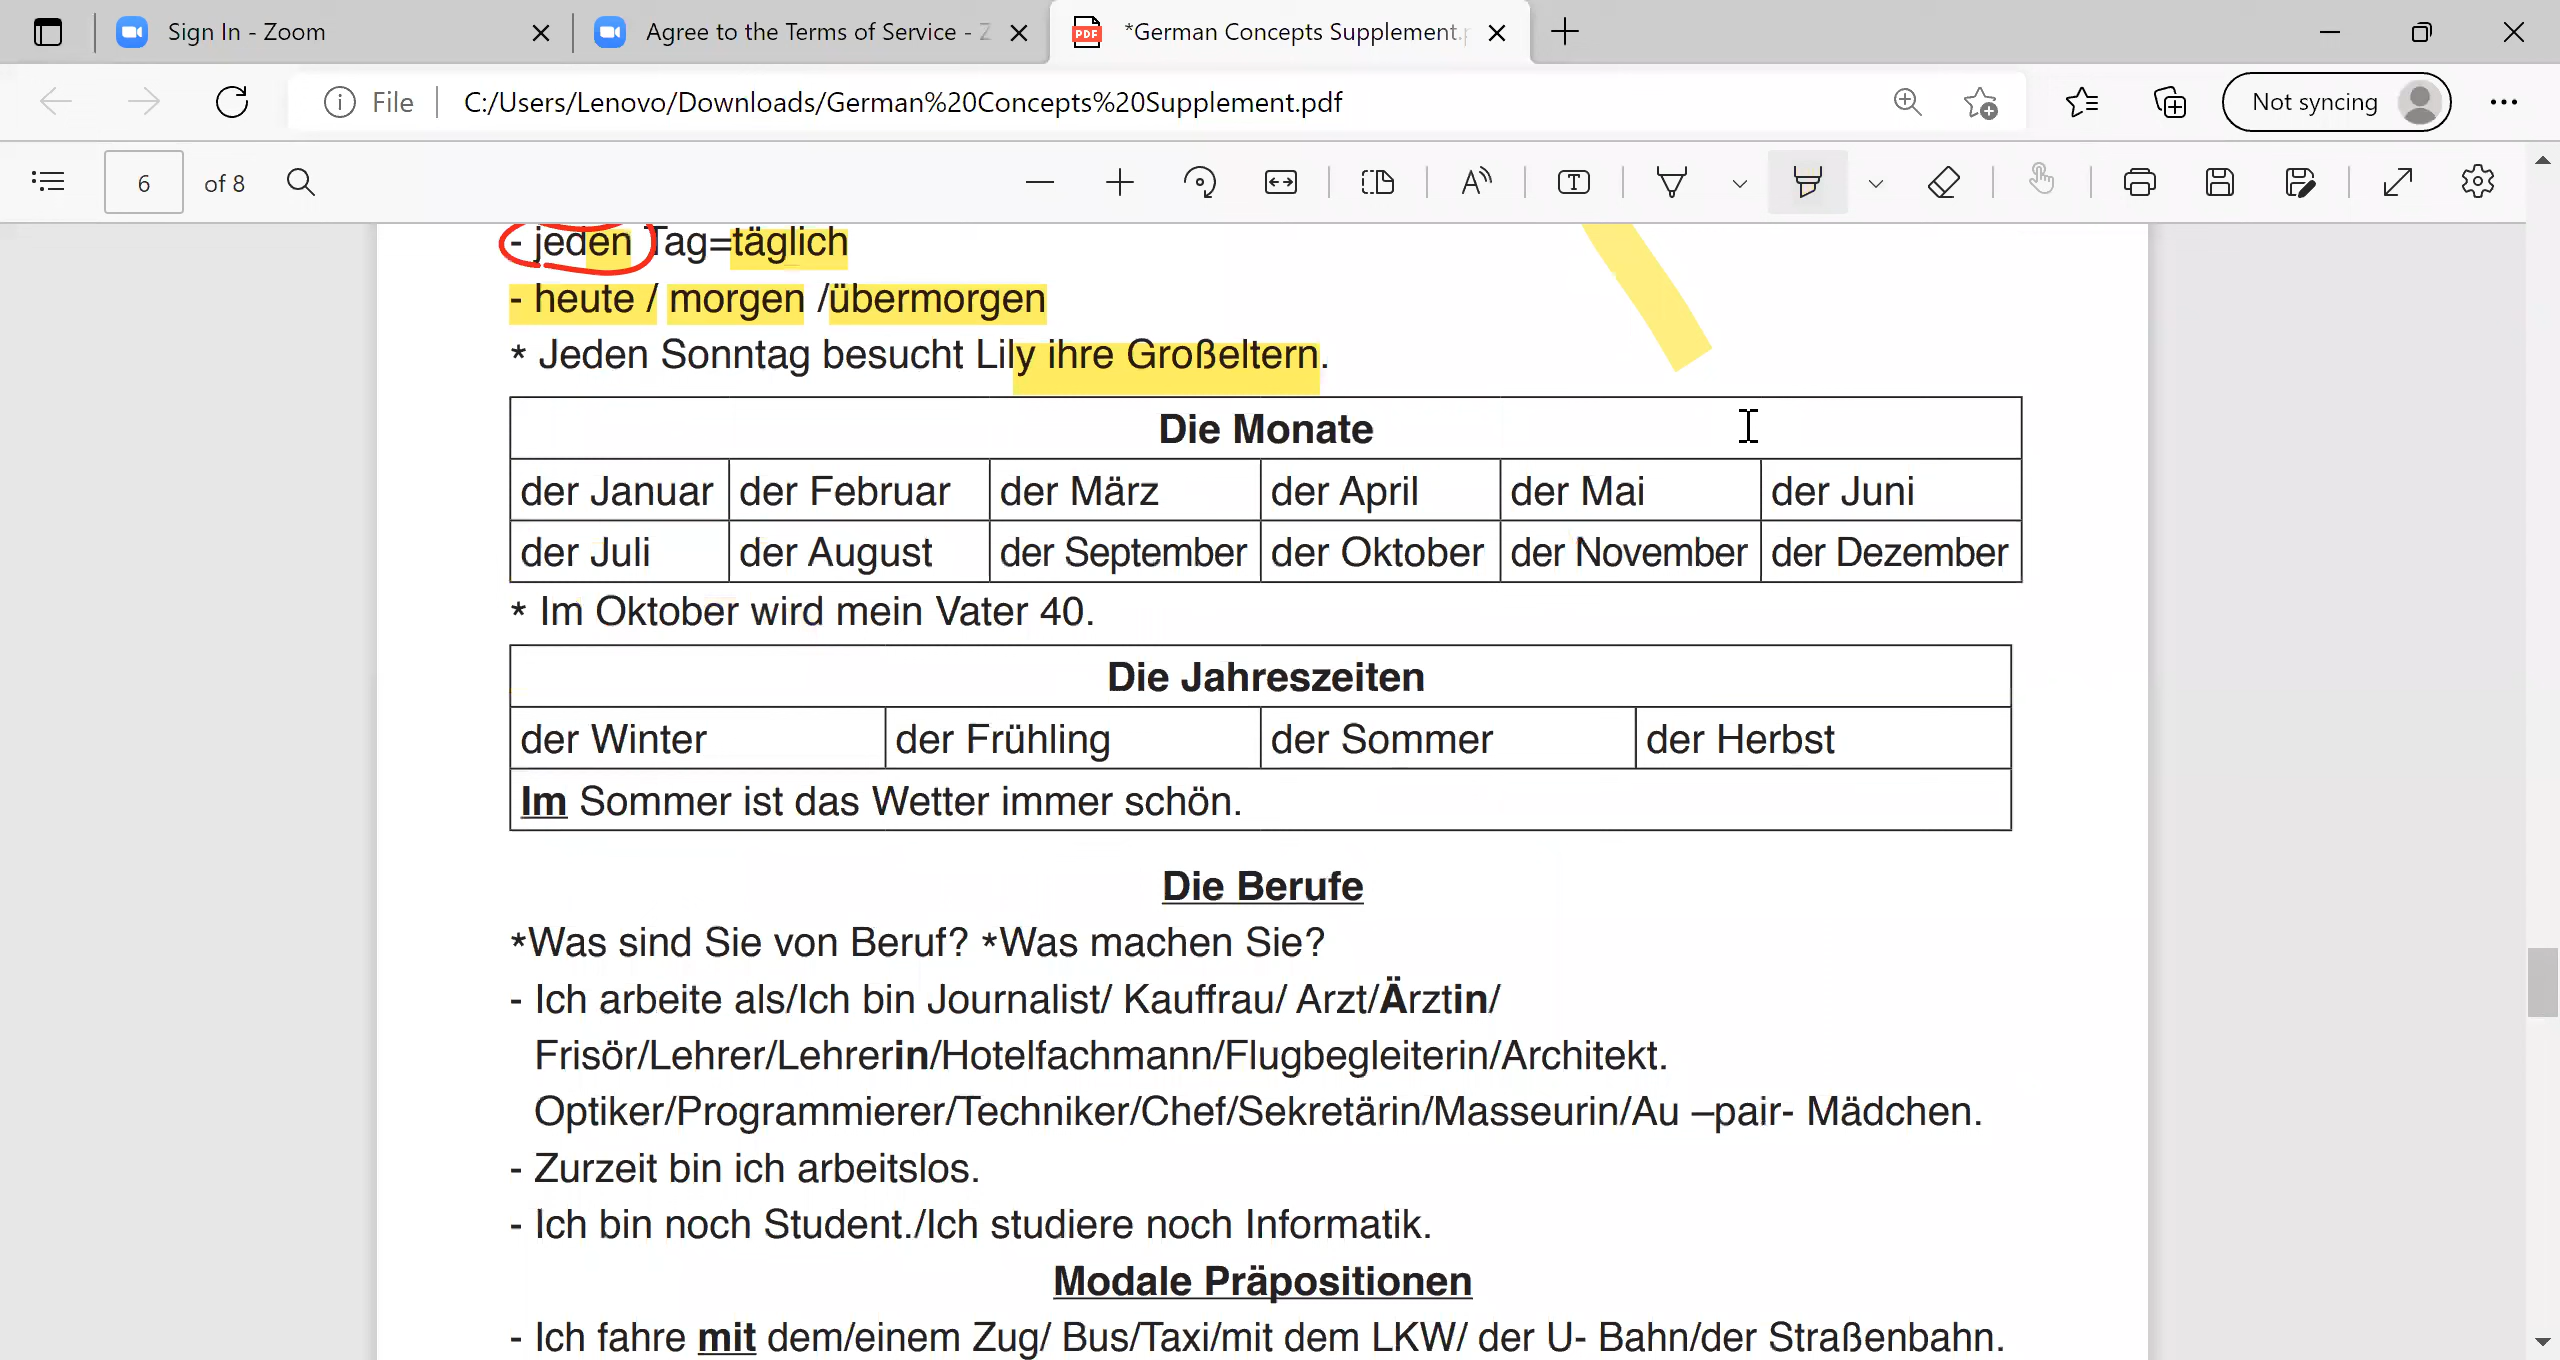 Sign In - Zoom
Agree to the Terms of Service - Z
*German Concepts Supplement.p
File
C:/Users/Lenovo/Downloads/German%20Concepts%20Supplement.pdf
Not syncing
6 of 8
- jeden Tag=täglich
- heute / morgen /übermorgen
* Jeden Sonntag besucht Lily ihre Großeltern.
Die Monate
der Januar der Februar der März der April der Mai der Juni
der Juli der August der September der Oktober der November der Dezember
* Im Oktober wird mein Vater 40.
Die Jahreszeiten
der Winter der Frühling der Sommer der Herbst
Im Sommer ist das Wetter immer schön.
Die Berufe
*Was sind Sie von Beruf? *Was machen Sie?
- Ich arbeite als/Ich bin Journalist/ Kauffrau/ Arzt/Ärztin/
Frisör/Lehrer/Lehrerin/Hotelfachmann/Flugbegleiterin/Architekt.
Optiker/Programmierer/Techniker/Chef/Sekretärin/Masseurin/Au –pair- Mädchen.
- Zurzeit bin ich arbeitslos.
- Ich bin noch Student./Ich studiere noch Informatik.
Modale Präpositionen
- Ich fahre mit dem/einem Zug/ Bus/Taxi/mit dem LKW/ der U- Bahn/der Straßenbahn.